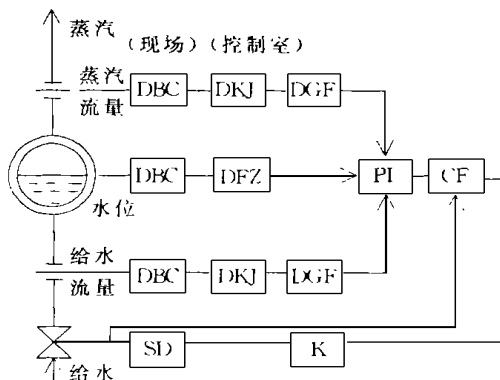 蒸汽
(现场)(控制室)
蒸汽
流量
DBC
DKJ
DGF
DBC
DFZ
PI
CF
水位
给水
流量
DBC
DKJ
DGF
SD
K
给水